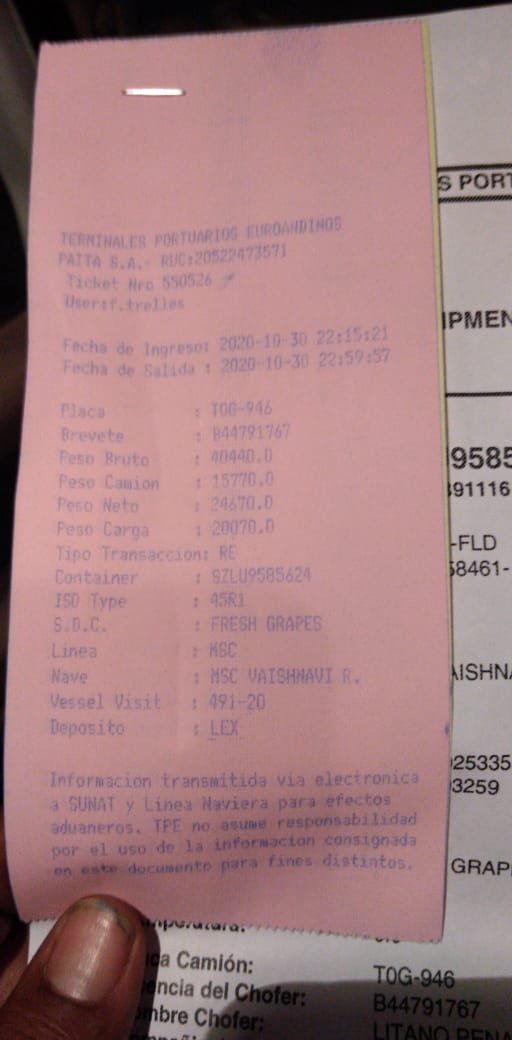 TERMINALES PORTUARIOS EUROANDINOS
PAITA S.A.- RUC:20522473571
Ticket Nro 550526
User:f.trelles
Fecha de Ingreso: 2020-10-30 22:15:21
Fecha de Salida : 2020-10-30 22:59:57
Placa : T0G-946
Brevete : B44791767
Peso Bruto : 40440.0
Peso Camion : 15770.0
Peso Neto : 24670.0
Peso Carga : 20070.0
Tipo Transaccion: RE
Container : SZLU9585624
ISO Type : 45R1
S.D.C. : FRESH GRAPES
Linea : MSC
Nave : MSC VAISHNAVI R.
Vessel Visit : 491-20
Deposito : LEX
Informacion transmitida via electronica
a SUNAT y Linea Naviera para efectos
aduaneros. TPE no asume responsabilidad
por el uso de la informacion consignada
en este documento para fines distintos.
S PORT
IPMEN
9585
91116
-FLD
58461-
AISHNA
025335
3259
GRAP
mperatura:
ca Camión: T0G-946
encia del Chofer: B44791767
mbre Chofer: LITANO PENA